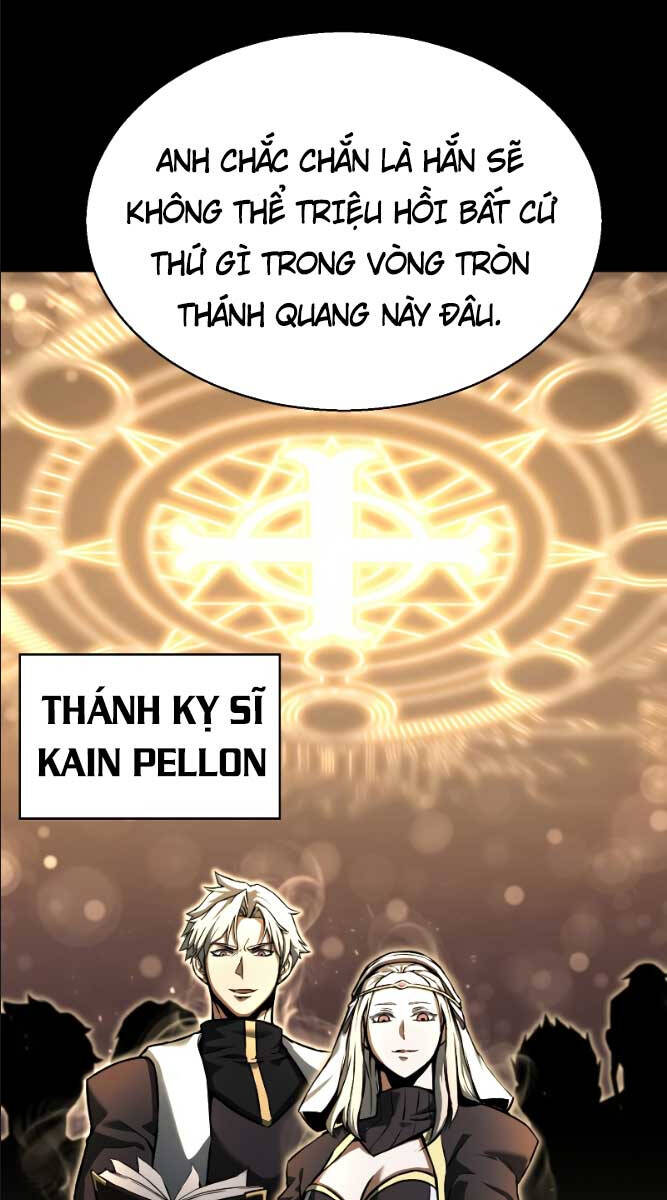 ANH CHẮC CHẮN LÀ HẮN SẼ
KHÔNG THỂ TRIỆU HỒI BẤT CỨ
THỨ GÌ TRONG VÒNG TRÒN
THÁNH QUANG NÀY ĐÂU.
THÁNH KỴ SĨ
KAIN PELLON